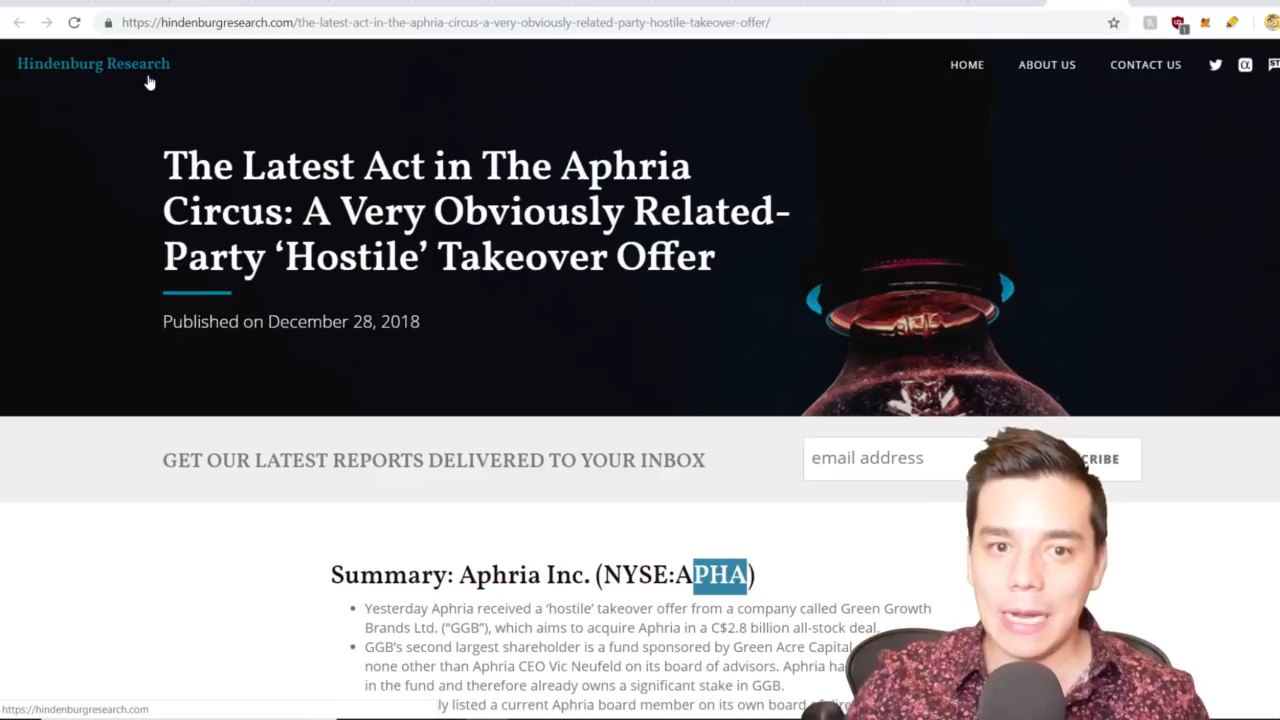 https://hindenburgresearch.com/the-latest-act-in-the-aphria-circus-a-very-obviously-related-party-hostile-takeover-offer/
Hindenburg Research
HOME ABOUT US CONTACT US
The Latest Act in The Aphria
Circus: A Very Obviously Related-
Party ‘Hostile’ Takeover Offer
Published on December 28, 2018
GET OUR LATEST REPORTS DELIVERED TO YOUR INBOX
email address
CRIBE
Summary: Aphria Inc. (NYSE:APHA)
• Yesterday Aphria received a ‘hostile’ takeover offer from a company called Green Growth
Brands Ltd. (“GGB”), which aims to acquire Aphria in a C$2.8 billion all-stock deal.
• GGB’s second largest shareholder is a fund sponsored by Green Acre Capital
none other than Aphria CEO Vic Neufeld on its board of advisors. Aphria ha
in the fund and therefore already owns a significant stake in GGB.
ly listed a current Aphria board member on its own board
https://hindenburgresearch.com